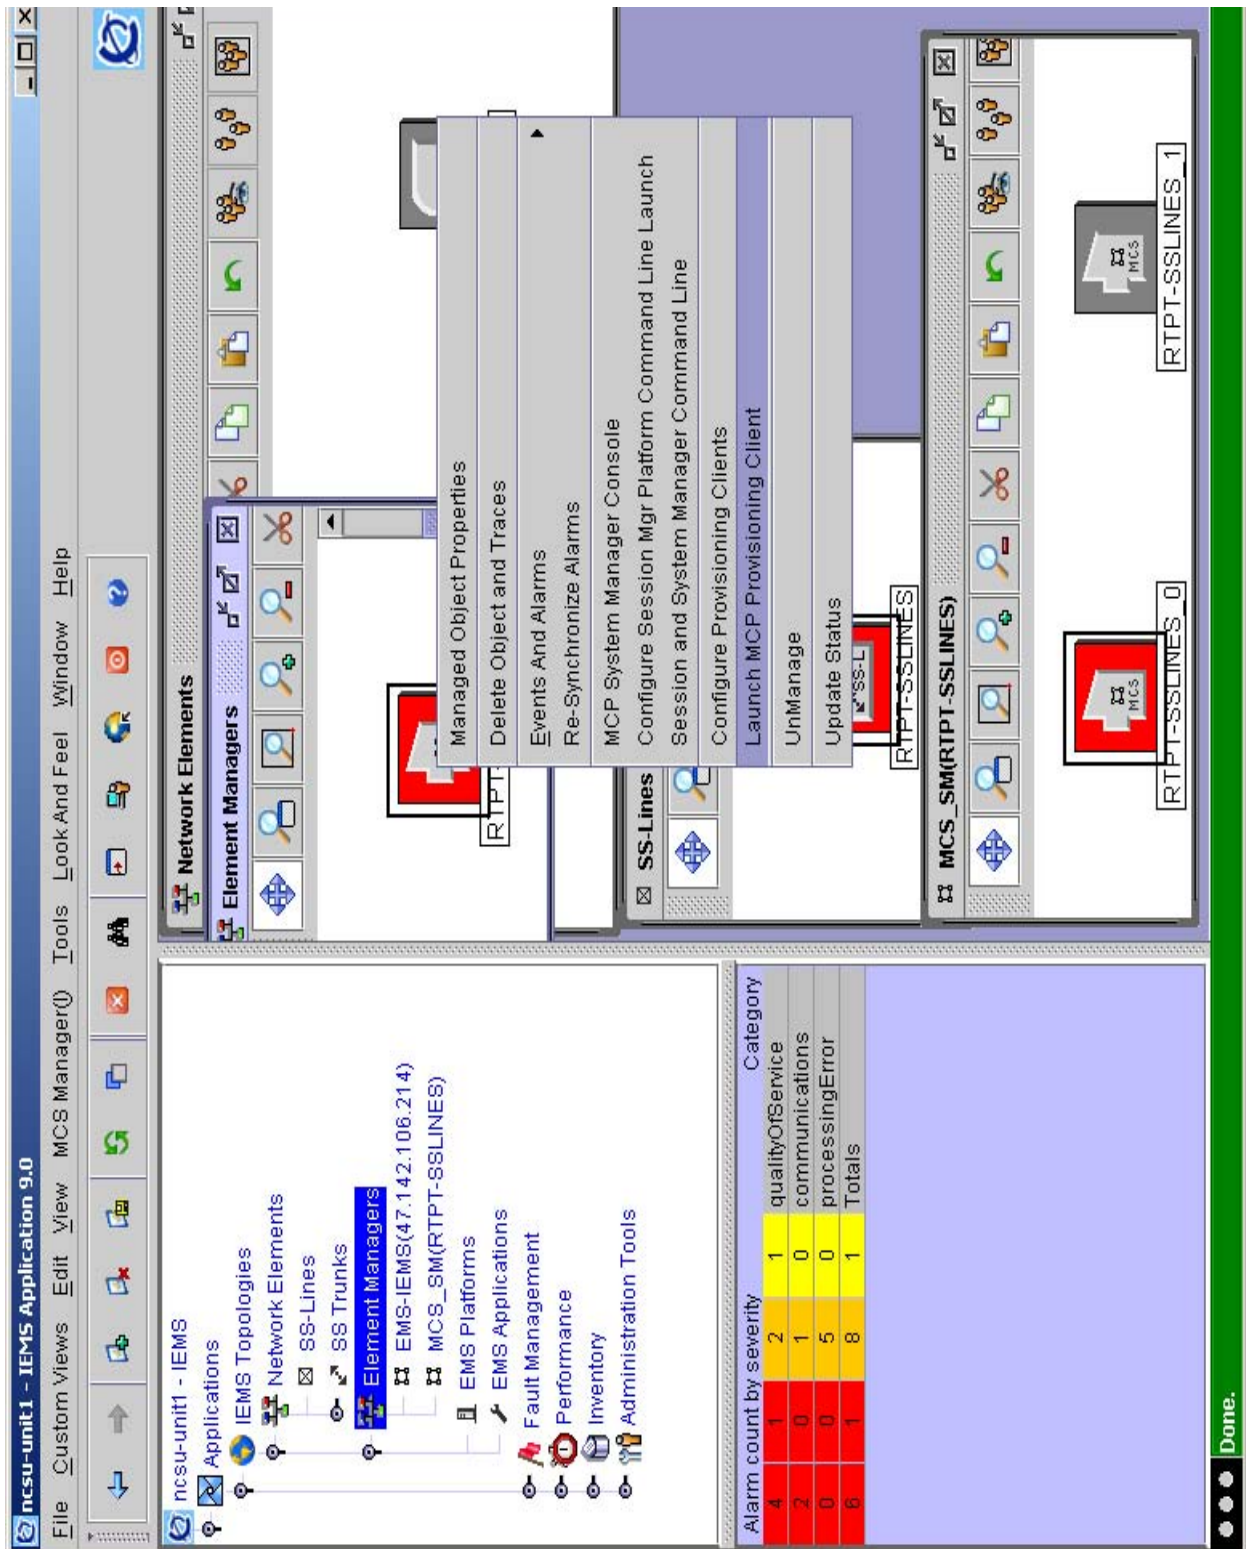 ncsu-unit1 - IEMS Application 9.0
File Custom Views Edit View MCS Manager(I) Tools Look And Feel Window Help
ncsu-unit1 - IEMS
Applications
IEMS Topologies
Network Elements
SS-Lines
SS Trunks
Element Managers
EMS-IEMS(47.142.106.214)
MCS_SM(RTPT-SSLINES)
EMS Platforms
EMS Applications
Fault Management
Performance
Inventory
Administration Tools
Alarm count by severity Category
4 1 2 1 qualityOfService
2 0 1 0 communications
0 0 5 0 processingError
6 1 8 1 Totals
Network Elements
Element Managers
RTPT-
Managed Object Properties
Delete Object and Traces
Events And Alarms
Re-Synchronize Alarms
MCP System Manager Console
Configure Session Mgr Platform Command Line Launch
Session and System Manager Command Line
Configure Provisioning Clients
Launch MCP Provisioning Client
UnManage
Update Status
SS-Lines
SS-L
RTPT-SSLINES
MCS_SM(RTPT-SSLINES)
MCS
RTPT-SSLINES_0
MCS
RTPT-SSLINES_1
Done.